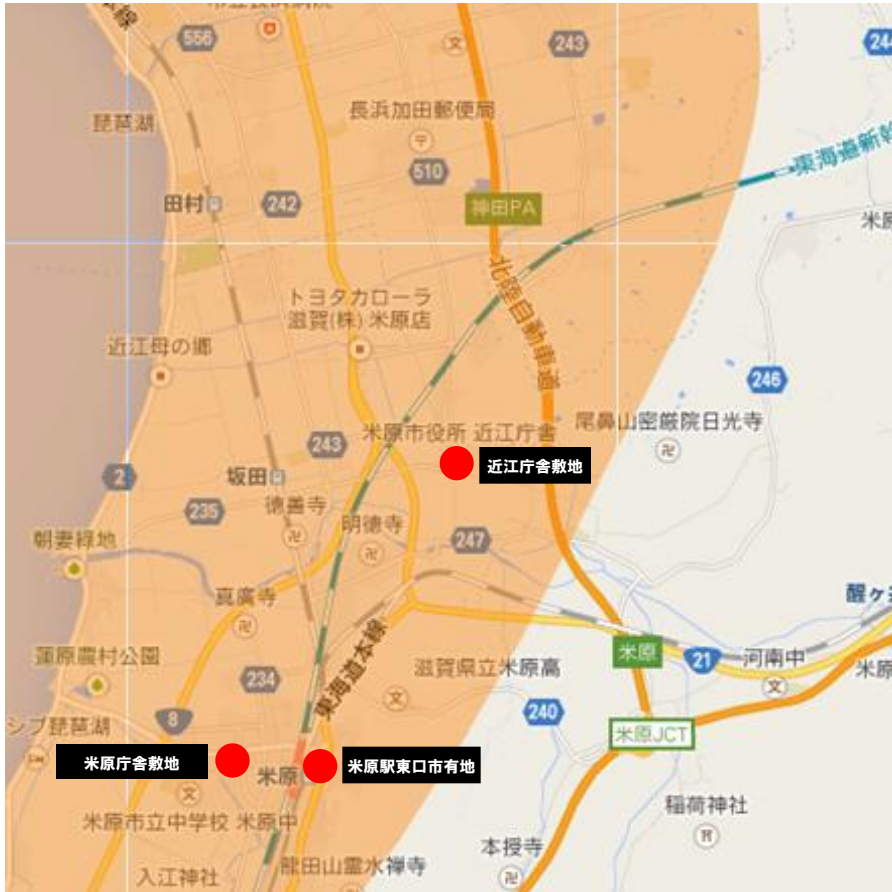 556
243
琵琶湖
長浜加田郵便局
東海道新幹
510
田村
242
神田PA
北陸自動車道
トヨタカローラ
滋賀(株) 米原店
近江母の郷
246
米原市役所 近江庁舎
尾鼻山密厳院日光寺
243
近江庁舎敷地
2
坂田
235
徳善寺
明徳寺
247
朝妻緑地
真廣寺
醒ヶ
東海道本線
米原
21
河南中
蓮原農村公園
234
滋賀県立米原高
8
240
シブ琵琶湖
米原JCT
米原庁舎敷地
米原
米原駅東口市有地
稲荷神社
米原市立中学校 米原中
本授寺
入江神社
龍田山霊水禅寺